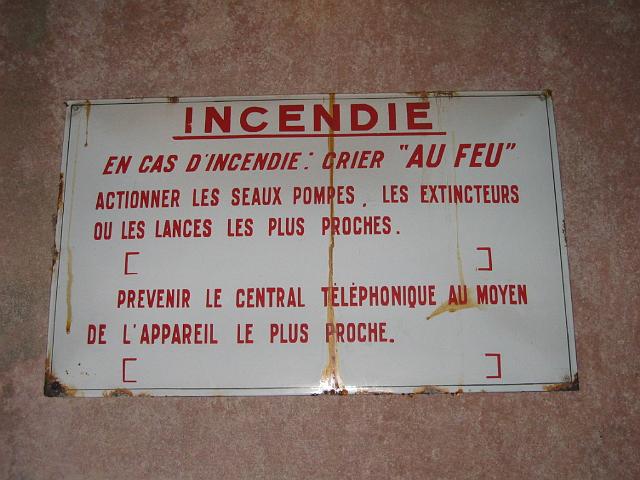 INCENDIE
EN CAS D'INCENDIE: CRIER "AU FEU"
ACTIONNER LES SEAUX POMPES, LES EXTINCTEURS
OU LES LANCES LES PLUS PROCHES.
[ ]
PREVENIR LE CENTRAL TÉLÉPHONIQUE AU MOYEN
DE L'APPAREIL LE PLUS PROCHE.
[ ]